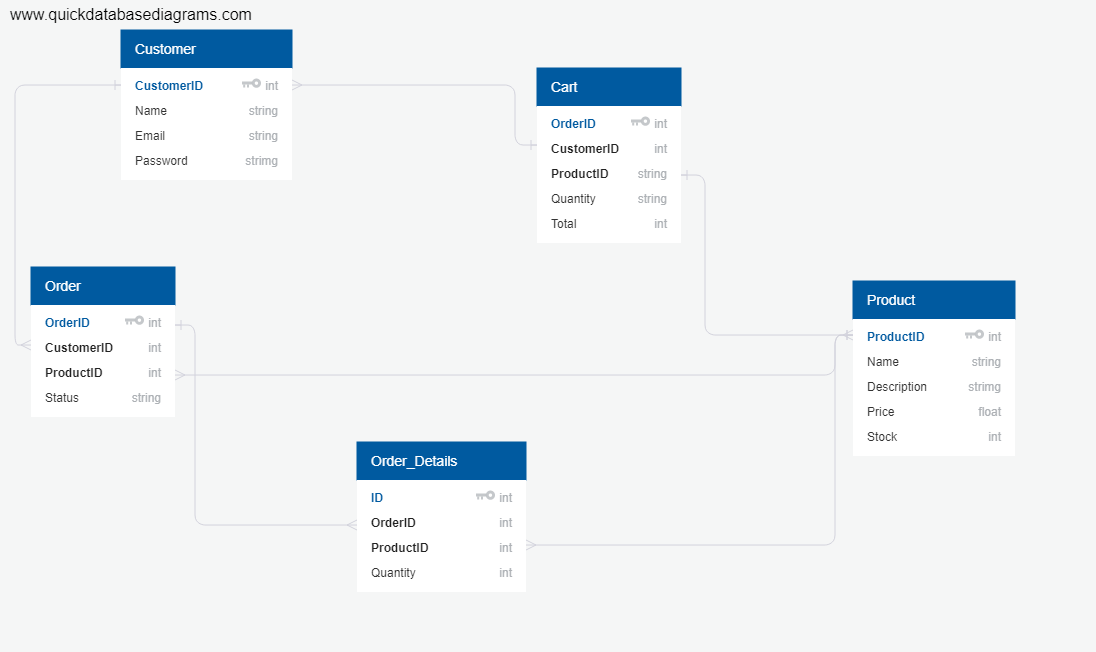 www.quickdatabasediagrams.com
Customer
CustomerID int
Name string
Email string
Password strimg
Cart
OrderID int
CustomerID int
ProductID string
Quantity string
Total int
Order
OrderID int
CustomerID int
ProductID int
Status string
Product
ProductID int
Name string
Description strimg
Price float
Stock int
Order_Details
ID int
OrderID int
ProductID int
Quantity int